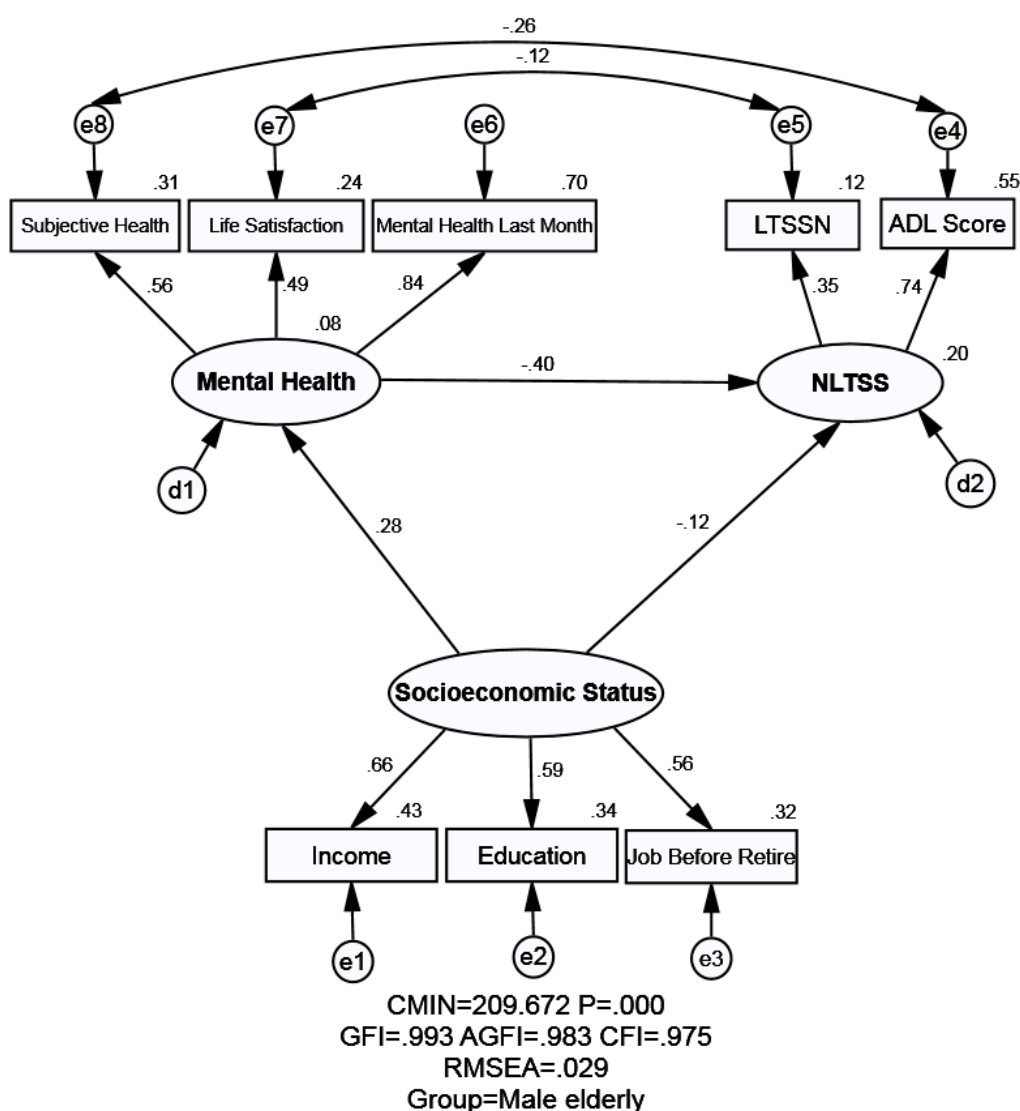 -.26
-.12
e8
e7
e6
e5
e4
.31
.24
.70
.12
.55
Subjective Health
Life Satisfaction
Mental Health Last Month
LTSSN
ADL Score
.56
.49
.84
.35
.74
.08
.20
Mental Health
-.40
NLTSS
d1
d2
.28
-.12
Socioeconomic Status
.66
.59
.56
.43
.34
.32
Income
Education
Job Before Retire
e1
e2
e3
CMIN=209.672 P=.000
GFI=.993 AGFI=.983 CFI=.975
RMSEA=.029
Group=Male elderly